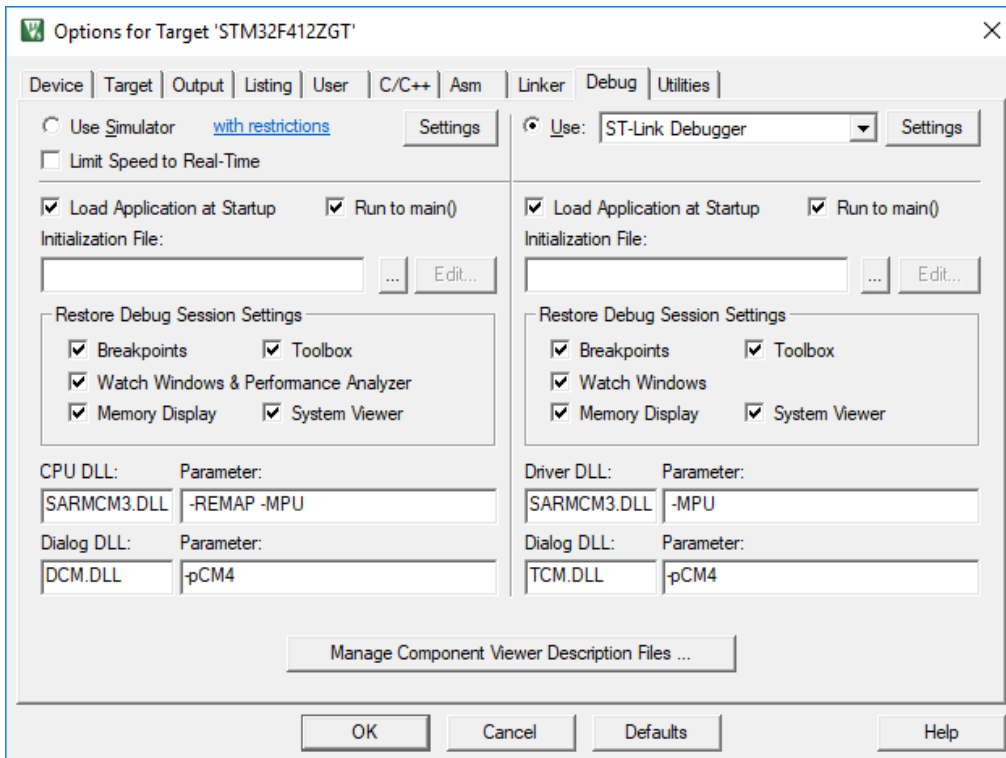 Options for Target 'STM32F412ZGT'
Device Target Output Listing User C/C++ Asm Linker Debug Utilities
Use Simulator with restrictions Settings
Limit Speed to Real-Time
Load Application at Startup Run to main()
Initialization File:
... Edit...
Restore Debug Session Settings
Breakpoints Toolbox
Watch Windows & Performance Analyzer
Memory Display System Viewer
CPU DLL: Parameter:
SARMCM3.DLL -REMAP -MPU
Dialog DLL: Parameter:
DCM.DLL -pCM4
Use: ST-Link Debugger Settings
Load Application at Startup Run to main()
Initialization File:
... Edit...
Restore Debug Session Settings
Breakpoints Toolbox
Watch Windows
Memory Display System Viewer
Driver DLL: Parameter:
SARMCM3.DLL -MPU
Dialog DLL: Parameter:
TCM.DLL -pCM4
Manage Component Viewer Description Files ...
OK Cancel Defaults Help